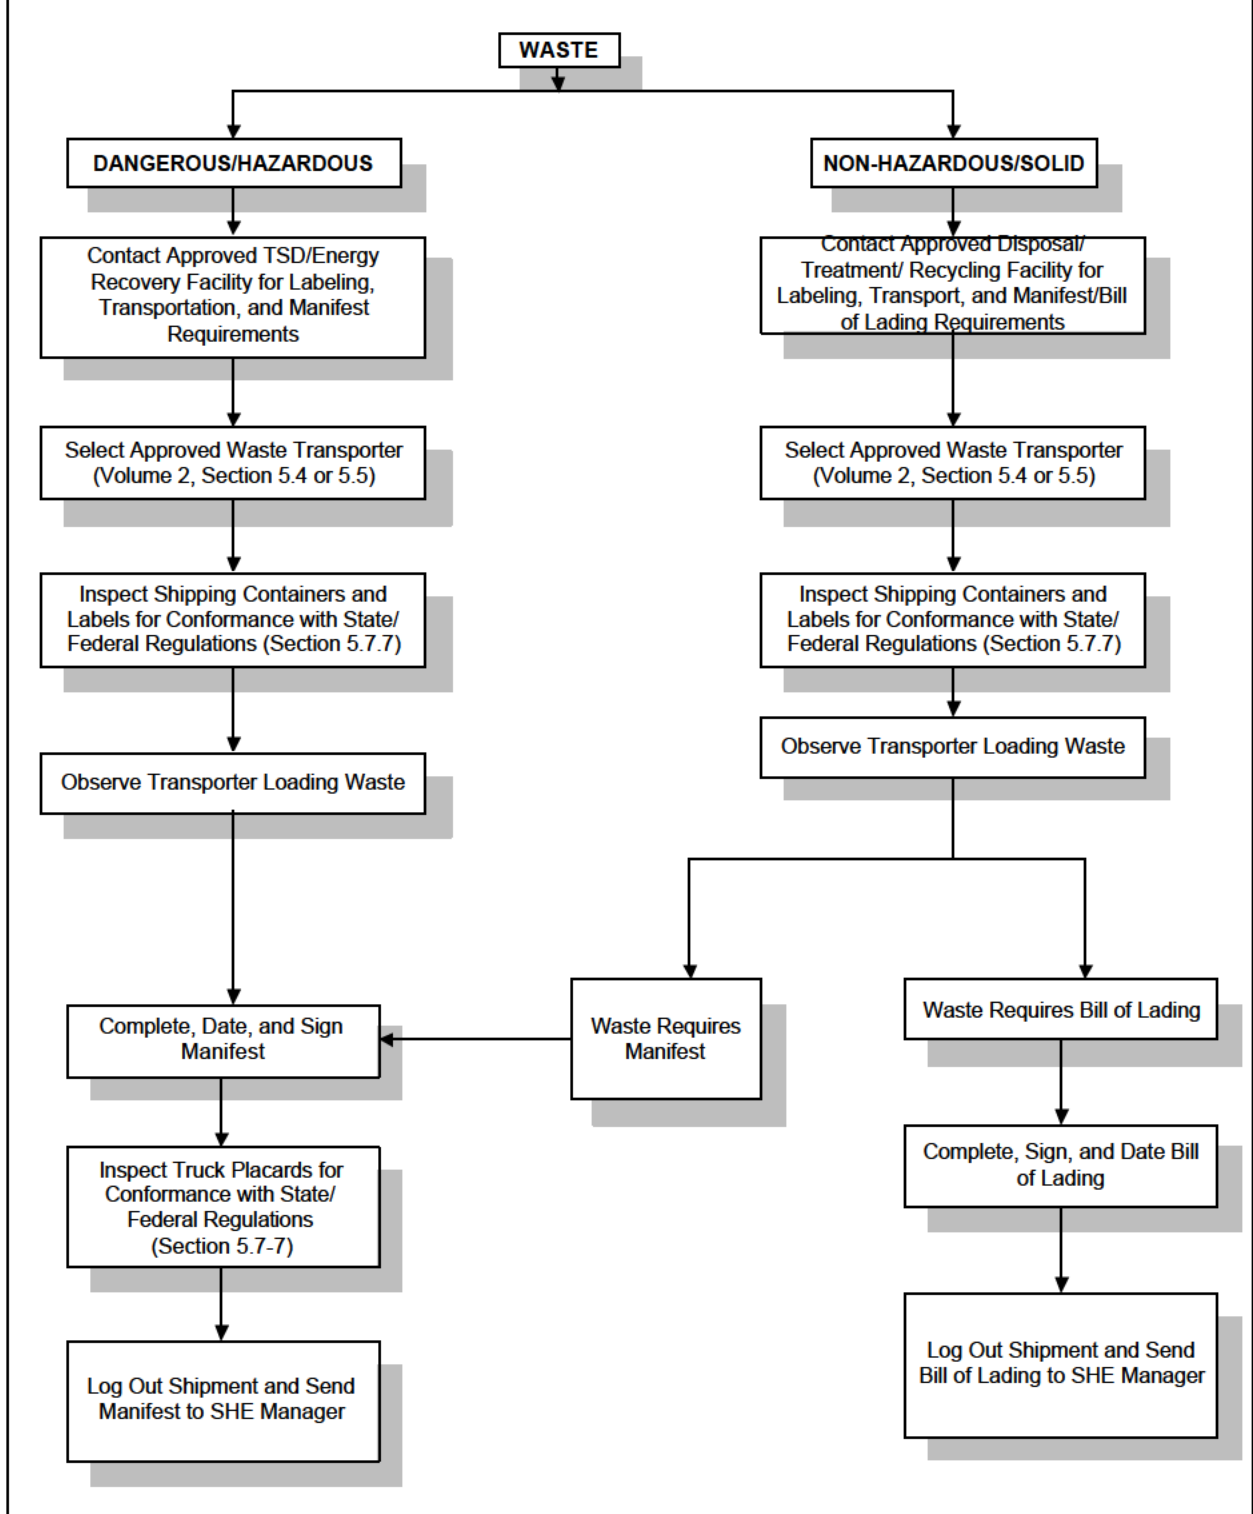 WASTE
DANGEROUS/HAZARDOUS
NON-HAZARDOUS/SOLID
Contact Approved TSD/Energy
Recovery Facility for Labeling,
Transportation, and Manifest
Requirements
Contact Approved Disposal/
Treatment/ Recycling Facility for
Labeling, Transport, and Manifest/Bill
of Lading Requirements
Select Approved Waste Transporter
(Volume 2, Section 5.4 or 5.5)
Select Approved Waste Transporter
(Volume 2, Section 5.4 or 5.5)
Inspect Shipping Containers and
Labels for Conformance with State/
Federal Regulations (Section 5.7.7)
Inspect Shipping Containers and
Labels for Conformance with State/
Federal Regulations (Section 5.7.7)
Observe Transporter Loading Waste
Observe Transporter Loading Waste
Complete, Date, and Sign
Manifest
Waste Requires
Manifest
Waste Requires Bill of Lading
Inspect Truck Placards for
Conformance with State/
Federal Regulations
(Section 5.7-7)
Complete, Sign, and Date Bill
of Lading
Log Out Shipment and Send
Manifest to SHE Manager
Log Out Shipment and Send
Bill of Lading to SHE Manager